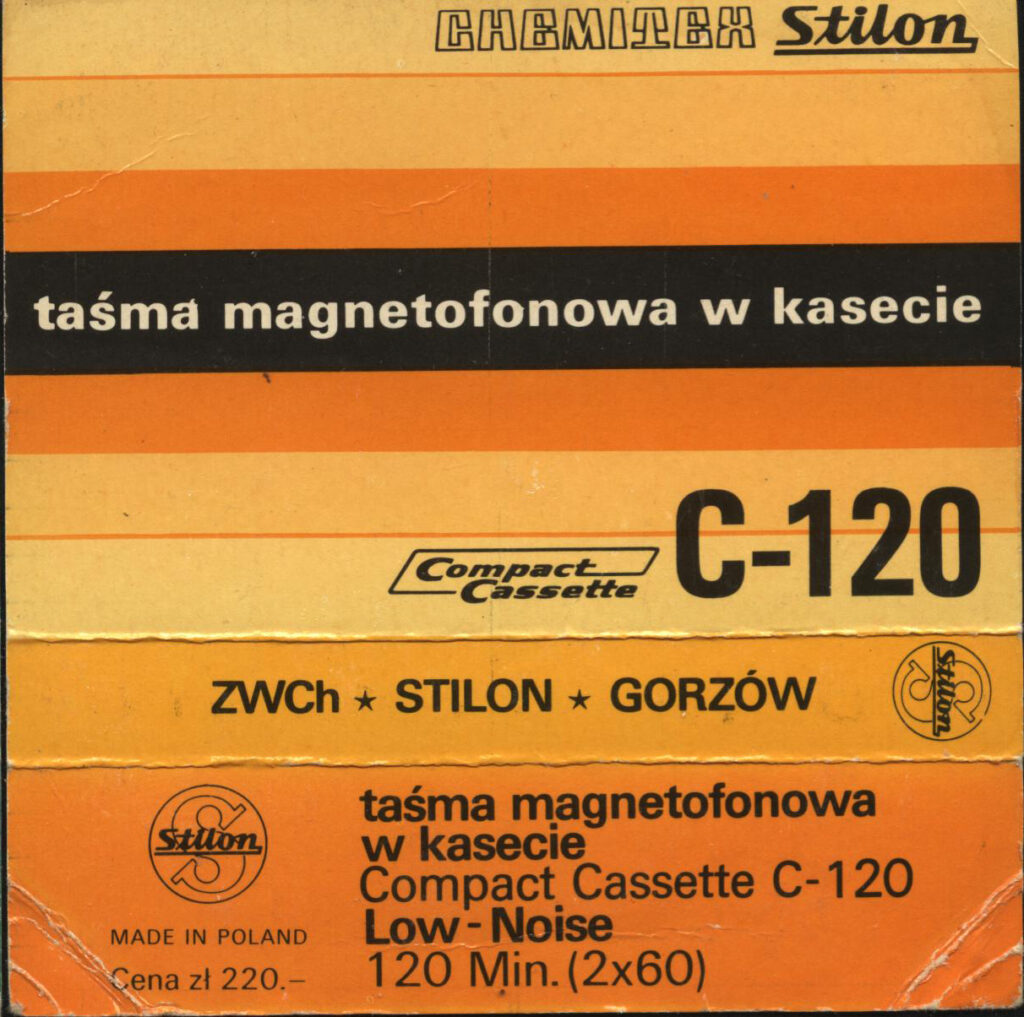 CHEMITEX Stilon
taśma magnetofonowa w kasecie
Compact
Cassette
C-120
ZWCh ★ STILON ★ GORZÓW
Stilon
Stilon
MADE IN POLAND
Cena zł 220.–
taśma magnetofonowa
w kasecie
Compact Cassette C-120
Low-Noise
120 Min. (2x60)